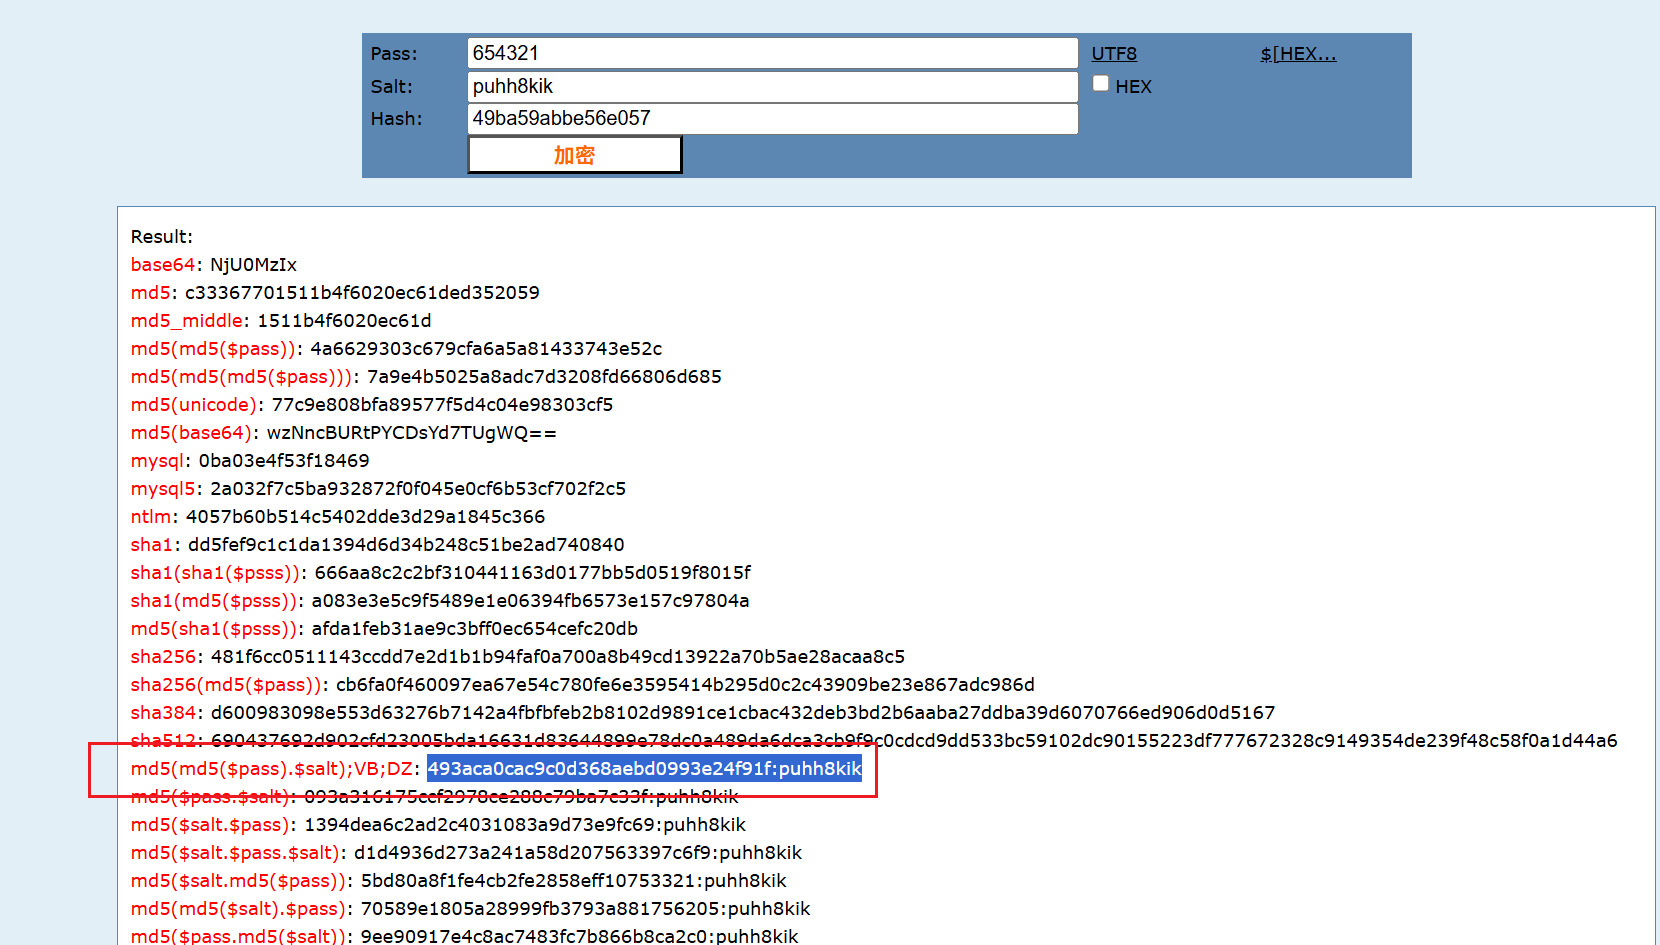 Pass: 654321 UTF8 $[HEX...
Salt: puhh8kik HEX
Hash: 49ba59abbe56e057
加密
Result:
base64: NjU0MzIx
md5: c33367701511b4f6020ec61ded352059
md5_middle: 1511b4f6020ec61d
md5(md5($pass)): 4a6629303c679cfa6a5a81433743e52c
md5(md5(md5($pass))): 7a9e4b5025a8adc7d3208fd66806d685
md5(unicode): 77c9e808bfa89577f5d4c04e98303cf5
md5(base64): wzNncBURtPYCDsYd7TUgWQ==
mysql: 0ba03e4f53f18469
mysql5: 2a032f7c5ba932872f0f045e0cf6b53cf702f2c5
ntlm: 4057b60b514c5402dde3d29a1845c366
sha1: dd5fef9c1c1da1394d6d34b248c51be2ad740840
sha1(sha1($psss)): 666aa8c2c2bf310441163d0177bb5d0519f8015f
sha1(md5($psss)): a083e3e5c9f5489e1e06394fb6573e157c97804a
md5(sha1($psss)): afda1feb31ae9c3bff0ec654cefc20db
sha256: 481f6cc0511143ccdd7e2d1b1b94faf0a700a8b49cd13922a70b5ae28acaa8c5
sha256(md5($pass)): cb6fa0f460097ea67e54c780fe6e3595414b295d0c2c43909be23e867adc986d
sha384: d600983098e553d63276b7142a4fbfbfeb2b8102d9891ce1cbac432deb3bd2b6aaba27ddba39d6070766ed906d0d5167
sha512: 690437692d902cfd23005bda16631d83644899e78dc0a489da6dca3cb9f9c0cdcd9dd533bc59102dc90155223df777672328c9149354de239f48c58f0a1d44a6
md5(md5($pass).$salt);VB;DZ: 493aca0cac9c0d368aebd0993e24f91f:puhh8kik
md5($pass.$salt): 093a316175ccf2978ce288c79ba7c33f:puhh8kik
md5($salt.$pass): 1394dea6c2ad2c4031083a9d73e9fc69:puhh8kik
md5($salt.$pass.$salt): d1d4936d273a241a58d207563397c6f9:puhh8kik
md5($salt.md5($pass)): 5bd80a8f1fe4cb2fe2858eff10753321:puhh8kik
md5(md5($salt).$pass): 70589e1805a28999fb3793a881756205:puhh8kik
md5($pass.md5($salt)): 9ee90917e4c8ac7483fc7b866b8ca2c0:puhh8kik